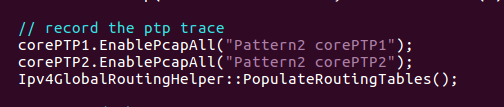 // record the ptp trace
corePTP1.EnablePcapAll("Pattern2 corePTP1");
corePTP2.EnablePcapAll("Pattern2 corePTP2");
Ipv4GlobalRoutingHelper::PopulateRoutingTables();